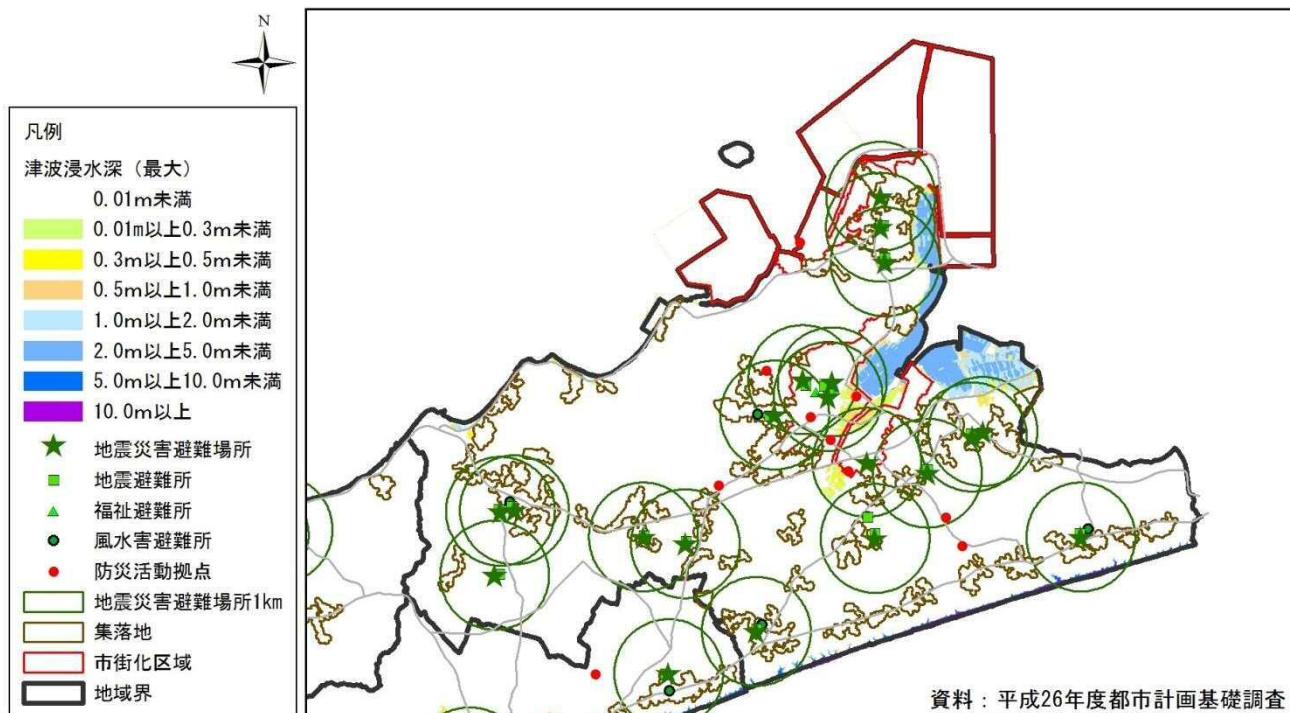 N
凡例
津波浸水深（最大）
0.01m未満
0.01m以上0.3m未満
0.3m以上0.5m未満
0.5m以上1.0m未満
1.0m以上2.0m未満
2.0m以上5.0m未満
5.0m以上10.0m未満
10.0m以上
地震災害避難場所
地震避難所
福祉避難所
風水害避難所
防災活動拠点
地震災害避難場所1km
集落地
市街化区域
地域界
資料：平成26年度都市計画基礎調査